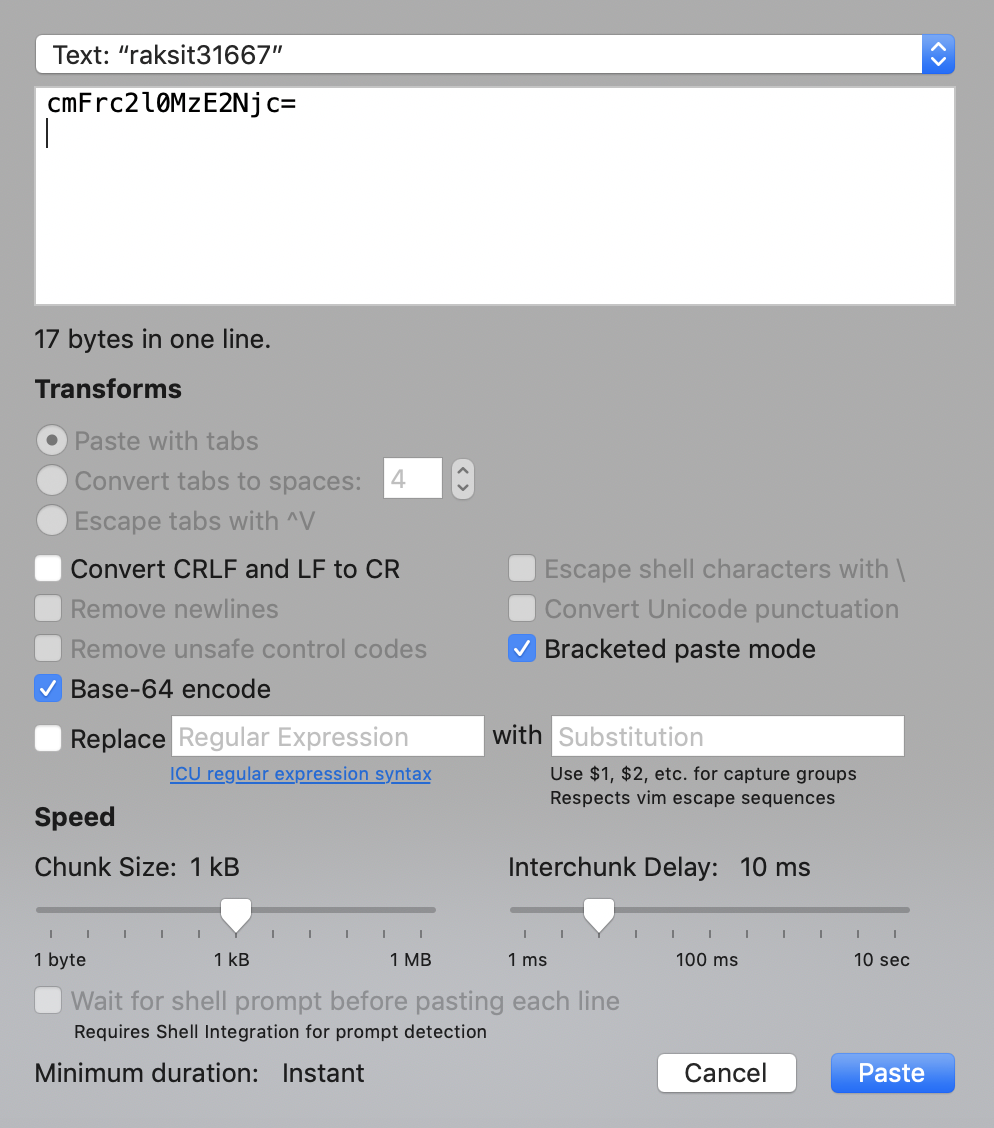 Text: “raksit31667”
cmFrc2l0MzE2Njc=
17 bytes in one line.
Transforms
Paste with tabs
Convert tabs to spaces: 4
Escape tabs with ^V
Convert CRLF and LF to CR
Escape shell characters with \
Remove newlines
Convert Unicode punctuation
Remove unsafe control codes
Bracketed paste mode
Base-64 encode
Replace Regular Expression with Substitution
ICU regular expression syntax
Use $1, $2, etc. for capture groups
Respects vim escape sequences
Speed
Chunk Size: 1 kB
Interchunk Delay: 10 ms
1 byte 1 kB 1 MB
1 ms 100 ms 10 sec
Wait for shell prompt before pasting each line
Requires Shell Integration for prompt detection
Minimum duration: Instant
Cancel
Paste